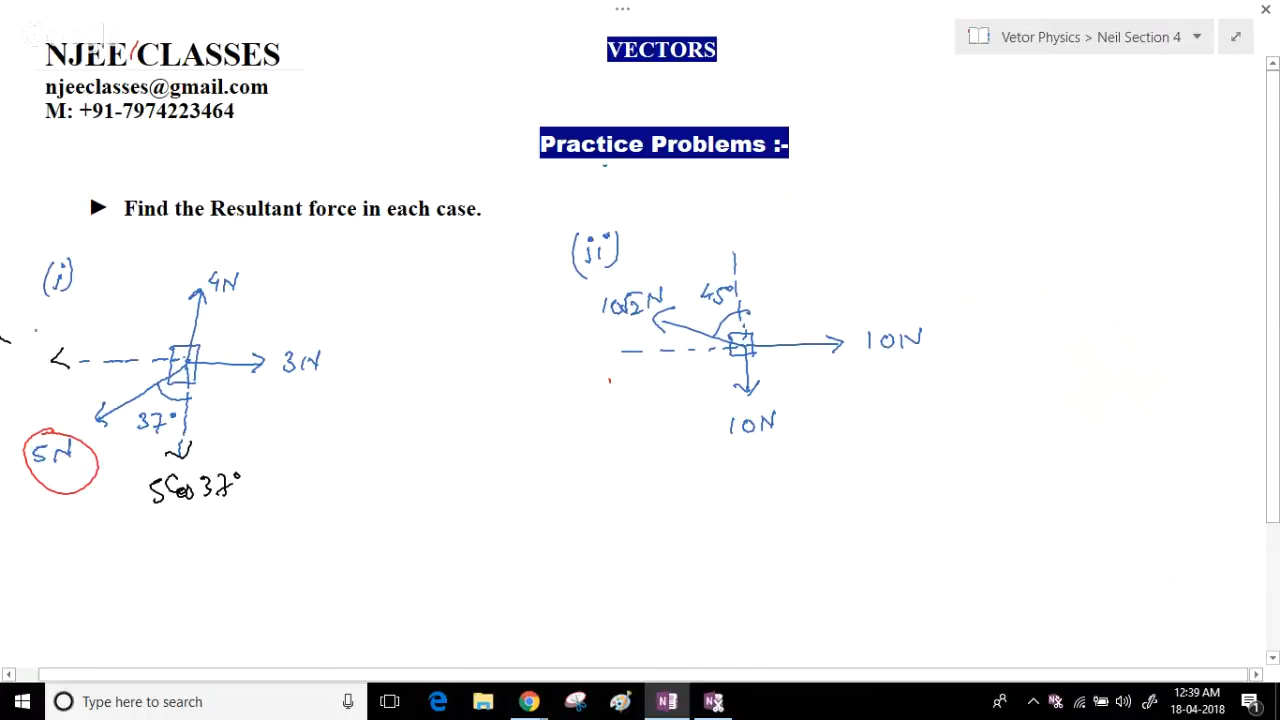 NJEE CLASSES
njeeclasses@gmail.com
M: +91-7974223464
VECTORS
Vetor Physics > Neil Section 4
Practice Problems :-
► Find the Resultant force in each case.
(i)
4N
3N
37°
5N
5Cos37°
(ii)
10√2N
45°
10N
10N
Type here to search
12:39 AM
18-04-2018
1